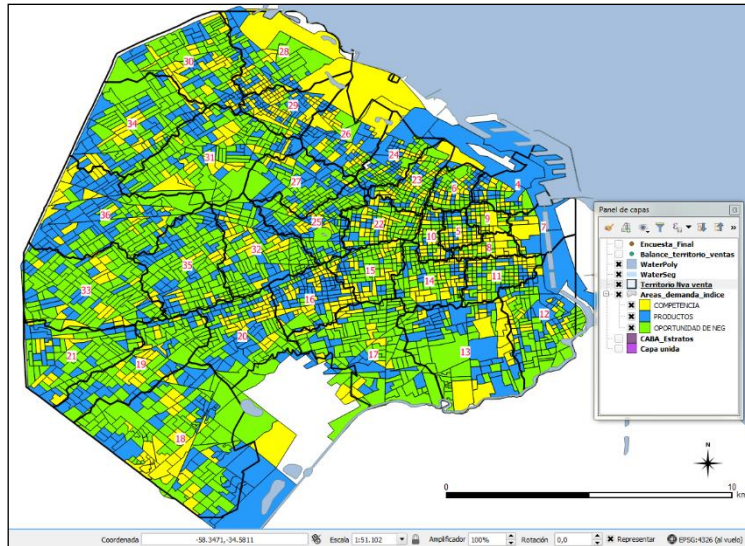 28
30
29
34
26
24
31
23
6
4
27
36
9
7
25
22
10
5
32
8
35
15
11
14
33
16
12
20
21
17
13
19
18
Panel de capas
Encuesta_Final
Balance_territorio_ventas
WaterPoly
WaterSeg
Territorio Nva venta
Areas_demanda_indice
COMPETENCIA
PRODUCTOS
OPORTUNIDAD DE NEG
CABA_Estratos
Capa unida
N
0 10
km
Coordenada -58.3471,-34.5811 Escala 1:51.102 Amplificador 100% Rotación 0,0 Representar EPSG:4326 (al vuelo)